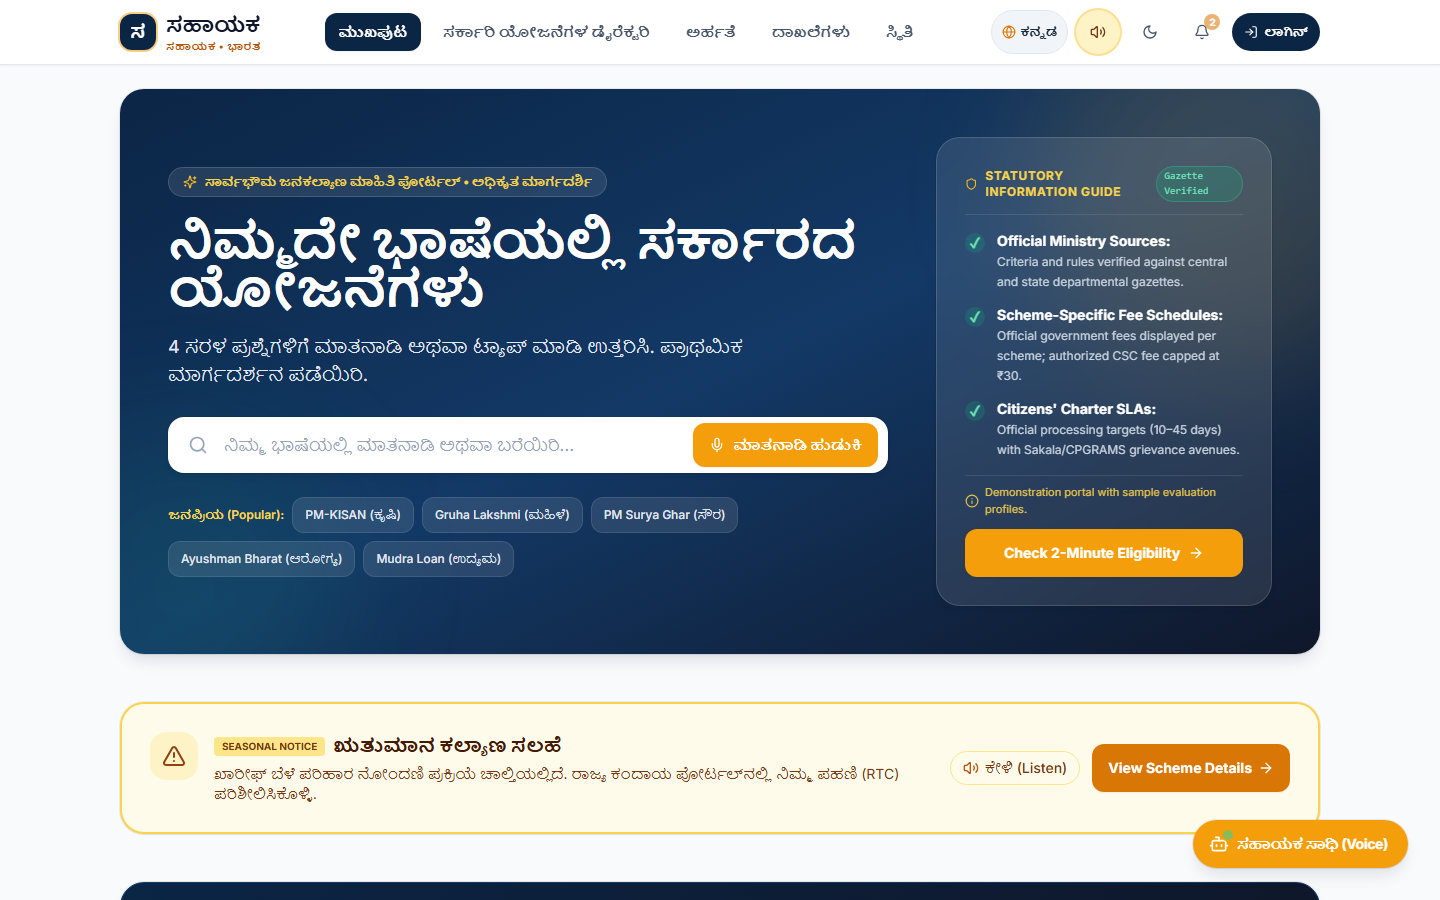 ಸ
ಸಹಾಯಕ
ಸಹಾಯಕ • ಭಾರತ
ಮುಖಪುಟ
ಸರ್ಕಾರಿ ಯೋಜನೆಗಳ ಡೈರೆಕ್ಟರಿ
ಅರ್ಹತೆ
ದಾಖಲೆಗಳು
ಸ್ಥಿತಿ
ಕನ್ನಡ
2
ಲಾಗಿನ್
ಸಾರ್ವಭೌಮ ಜನಕಲ್ಯಾಣ ಮಾಹಿತಿ ಪೋರ್ಟಲ್ • ಅಧಿಕೃತ ಮಾರ್ಗದರ್ಶಿ
ನಿಮ್ಮದೇ ಭಾಷೆಯಲ್ಲಿ ಸರ್ಕಾರದ
ಯೋಜನೆಗಳು
4 ಸರಳ ಪ್ರಶ್ನೆಗಳಿಗೆ ಮಾತನಾಡಿ ಅಥವಾ ಟ್ಯಾಪ್ ಮಾಡಿ ಉತ್ತರಿಸಿ. ಪ್ರಾಥಮಿಕ
ಮಾರ್ಗದರ್ಶನ ಪಡೆಯಿರಿ.
ನಿಮ್ಮ ಭಾಷೆಯಲ್ಲಿ ಮಾತನಾಡಿ ಅಥವಾ ಬರೆಯಿರಿ...
ಮಾತನಾಡಿ ಹುಡುಕಿ
ಜನಪ್ರಿಯ (Popular):
PM-KISAN (ಕೃಷಿ)
Gruha Lakshmi (ಮಹಿಳೆ)
PM Surya Ghar (ಸೌರ)
Ayushman Bharat (ಆರೋಗ್ಯ)
Mudra Loan (ಉದ್ಯಮ)
STATUTORY
INFORMATION GUIDE
Gazette
Verified
Official Ministry Sources:
Criteria and rules verified against central
and state departmental gazettes.
Scheme-Specific Fee Schedules:
Official government fees displayed per
scheme; authorized CSC fee capped at
₹30.
Citizens' Charter SLAs:
Official processing targets (10–45 days)
with Sakala/CPGRAMS grievance avenues.
Demonstration portal with sample evaluation
profiles.
Check 2-Minute Eligibility →
SEASONAL NOTICE
ಋತುಮಾನ ಕಲ್ಯಾಣ ಸಲಹೆ
ಖಾರೀಫ್ ಬೆಳೆ ಪರಿಹಾರ ನೋಂದಣಿ ಪ್ರಕ್ರಿಯೆ ಚಾಲ್ತಿಯಲ್ಲಿದೆ. ರಾಜ್ಯ ಕಂದಾಯ ಪೋರ್ಟಲ್‌ನಲ್ಲಿ ನಿಮ್ಮ ಪಹಣಿ (RTC)
ಪರಿಶೀಲಿಸಿಕೊಳ್ಳಿ.
ಕೇಳಿ (Listen)
View Scheme Details →
ಸಹಾಯಕ ಸಾಥಿ (Voice)